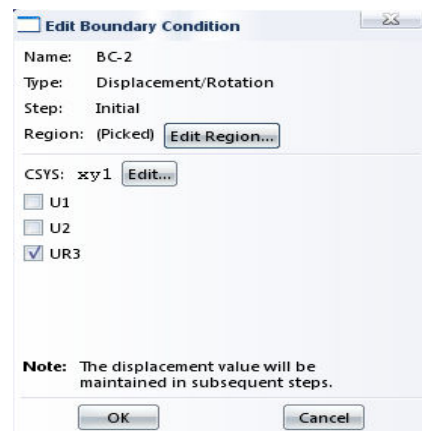 Edit Boundary Condition
Name: BC-2
Type: Displacement/Rotation
Step: Initial
Region: (Picked) Edit Region...
CSYS: xy1 Edit...
U1
U2
UR3
Note: The displacement value will be
maintained in subsequent steps.
OK Cancel